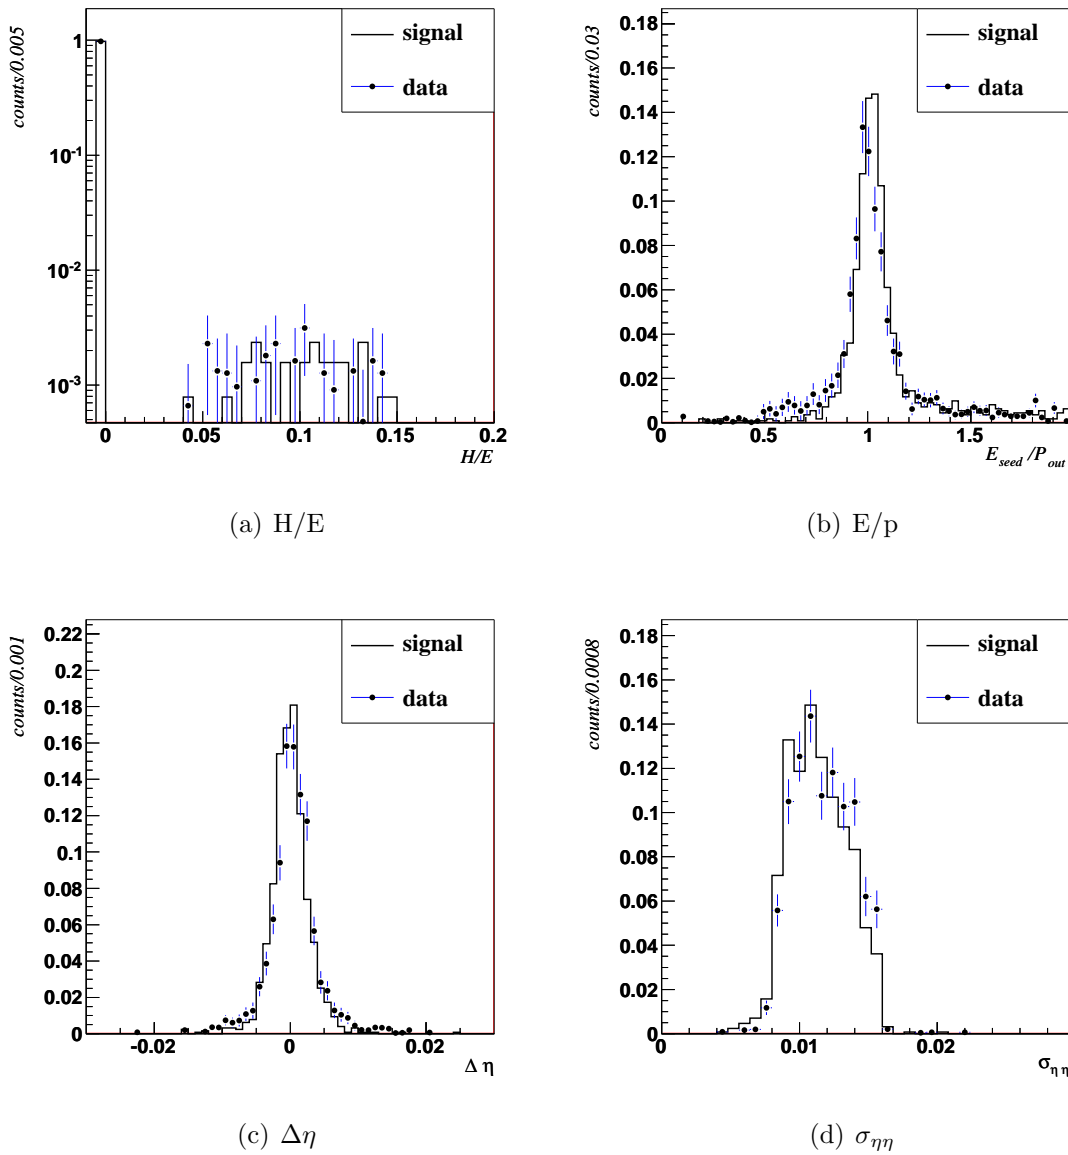 counts/0.005
1
10-1
10-2
10-3
signal
data
0 0.05 0.1 0.15 0.2
H/E
(a) H/E
counts/0.03
0.18
0.16
0.14
0.12
0.1
0.08
0.06
0.04
0.02
0
signal
data
0 0.5 1 1.5
E_seed/P_out
(b) E/p
counts/0.001
0.22
0.2
0.18
0.16
0.14
0.12
0.1
0.08
0.06
0.04
0.02
0
signal
data
-0.02 0 0.02
Δ η
(c) Δη
counts/0.0008
0.18
0.16
0.14
0.12
0.1
0.08
0.06
0.04
0.02
0
signal
data
0 0.01 0.02
σηη
(d) σηη